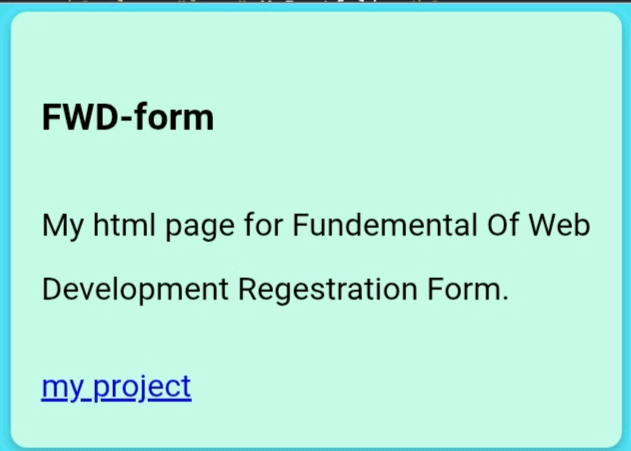 FWD-form
My html page for Fundemental Of Web
Development Regestration Form.
my project